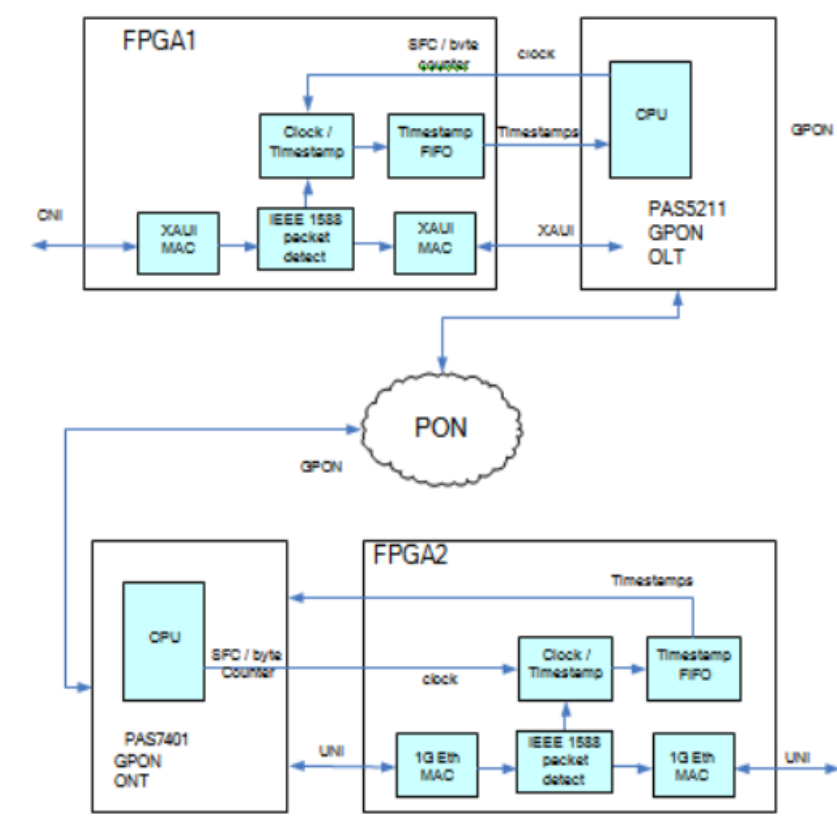 FPGA1
SFC / byte
counter
clock
CPU
Clock /
Timestamp
Timestamp
FIFO
Timestamps
GPON
CNI
XAUI
MAC
IEEE 1588
packet
detect
XAUI
MAC
XAUI
PAS5211
GPON
OLT
PON
GPON
FPGA2
Timestamps
CPU
SFC / byte
Counter
clock
Clock /
Timestamp
Timestamp
FIFO
PAS7401
GPON
ONT
UNI
1G Eth
MAC
IEEE 1588
packet
detect
1G Eth
MAC
UNI